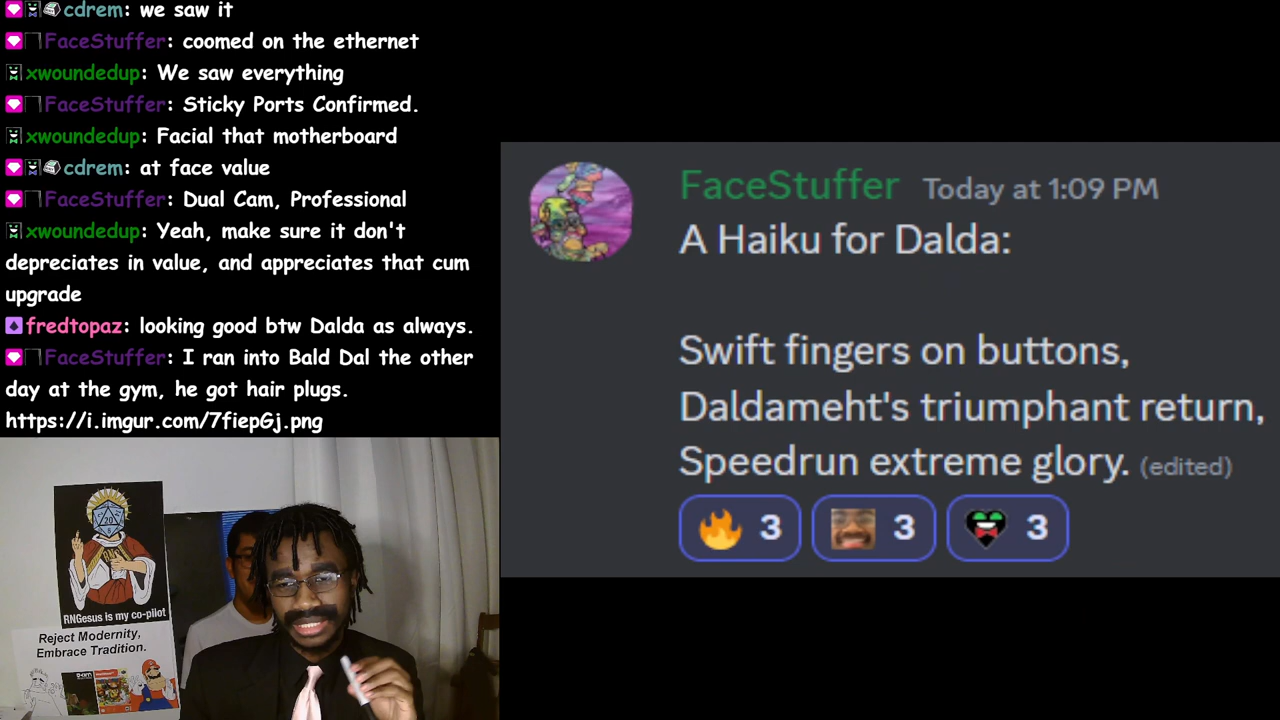 cdrem: we saw it
FaceStuffer: coomed on the ethernet
xwoundedup: We saw everything
FaceStuffer: Sticky Ports Confirmed.
xwoundedup: Facial that motherboard
cdrem: at face value
FaceStuffer: Dual Cam, Professional
xwoundedup: Yeah, make sure it don't
depreciates in value, and appreciates that cum
upgrade
fredtopaz: looking good btw Dalda as always.
FaceStuffer: I ran into Bald Dal the other
day at the gym, he got hair plugs.
https://i.imgur.com/7fiepGj.png
FaceStuffer Today at 1:09 PM
A Haiku for Dalda:
Swift fingers on buttons,
Daldameht's triumphant return,
Speedrun extreme glory. (edited)
3 3 3
20
RNGesus is my co-pilot
Reject Modernity,
Embrace Tradition.